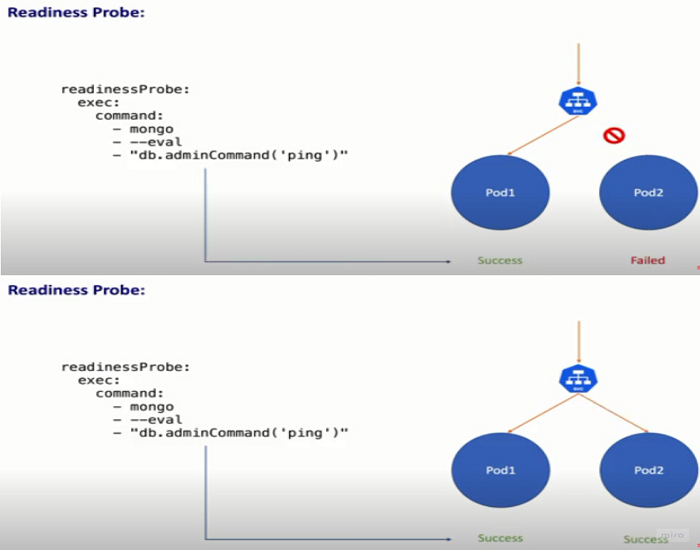 Readiness Probe:
readinessProbe:
exec:
command:
– mongo
– --eval
– "db.adminCommand('ping')"
svc
Pod1
Pod2
Success
Failed
Readiness Probe:
readinessProbe:
exec:
command:
– mongo
– --eval
– "db.adminCommand('ping')"
svc
Pod1
Pod2
Success
Success
miro